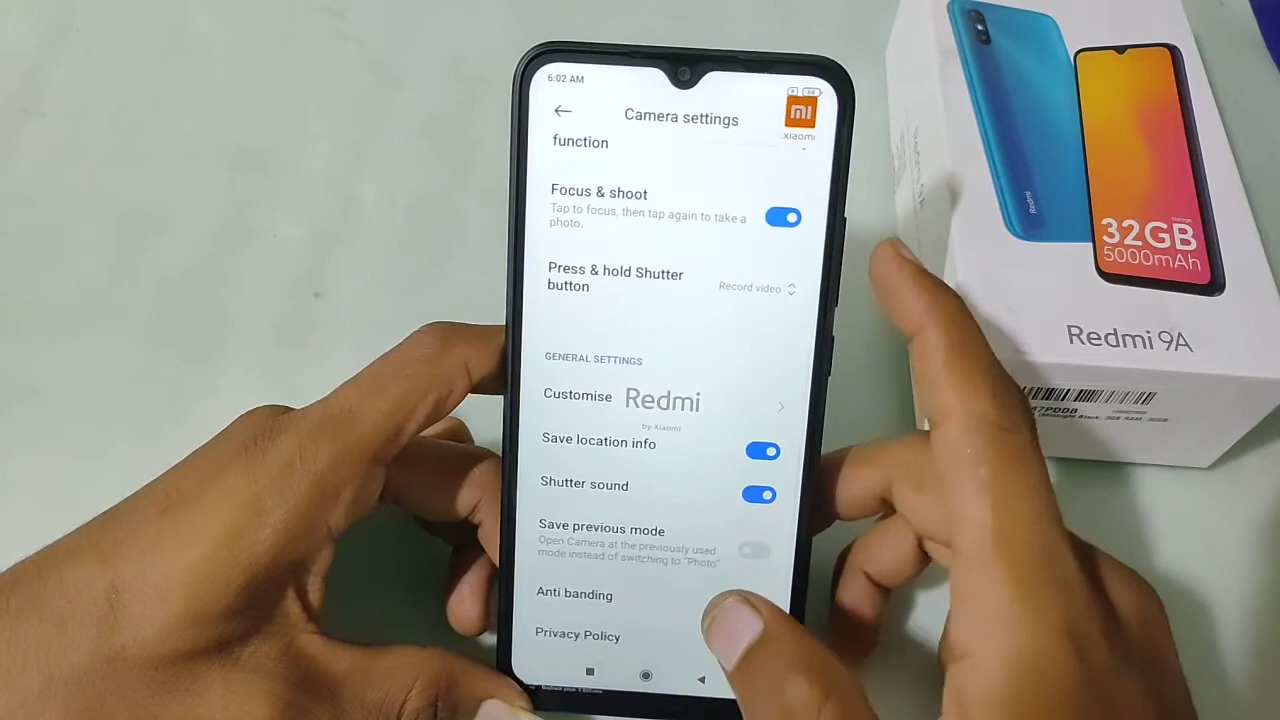 6:02 AM
58
Camera settings
mi
xiaomi
function
Focus & shoot
Tap to focus, then tap again to take a
photo.
Press & hold Shutter
button
Record video
GENERAL SETTINGS
Customise
Redmi
by Xiaomi
Save location info
Shutter sound
Save previous mode
Open Camera at the previously used
mode instead of switching to "Photo"
Anti banding
Privacy Policy
Redmi
Storage
32GB
5000mAh
Redmi 9A